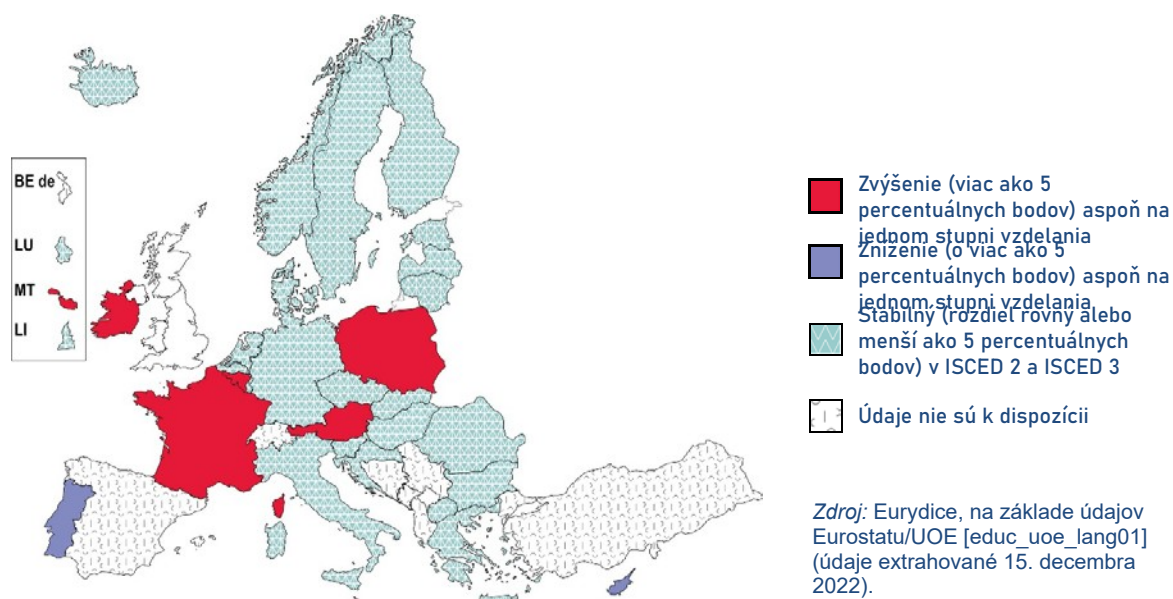 BE de
LU
MT
LI
Zvýšenie (viac ako 5
percentuálnych bodov) aspoň na
jednom stupni vzdelania
Zníženie (o viac ako 5
percentuálnych bodov) aspoň na
jednom stupni vzdelania
Stabilný (rozdiel rovný alebo
menší ako 5 percentuálnych
bodov) v ISCED 2 a ISCED 3
Údaje nie sú k dispozícii
Zdroj: Eurydice, na základe údajov
Eurostatu/UOE [educ_uoe_lang01]
(údaje extrahované 15. decembra
2022).